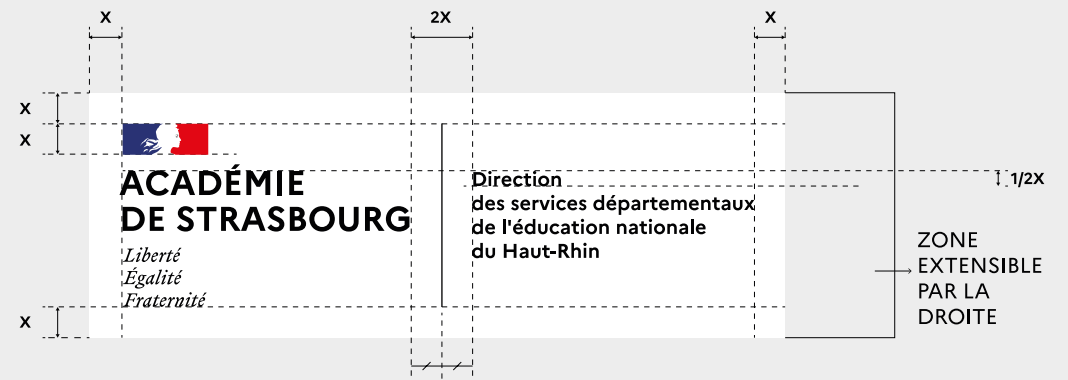 X
2X
X
X
X
ACADÉMIE
DE STRASBOURG
Liberté
Égalité
Fraternité
Direction
des services départementaux
de l'éducation nationale
du Haut-Rhin
1/2X
ZONE
EXTENSIBLE
PAR LA
DROITE
X